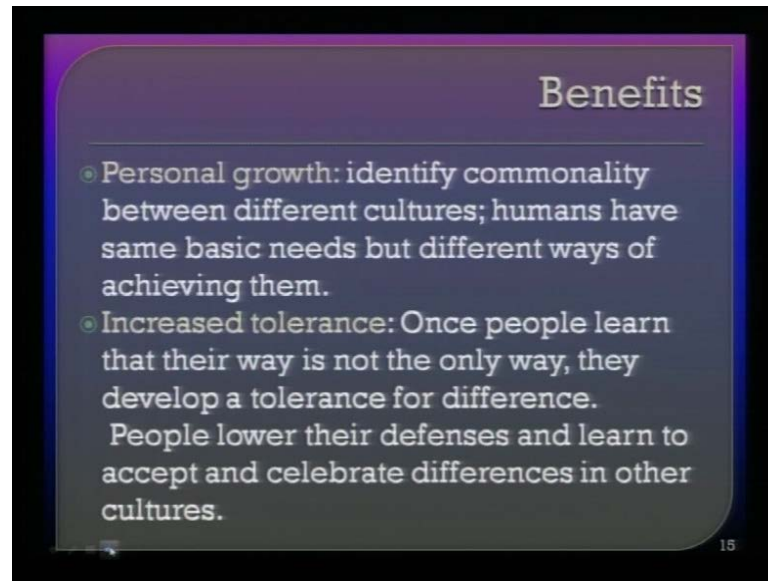 Benefits
Personal growth: identify commonality
between different cultures; humans have
same basic needs but different ways of
achieving them.
Increased tolerance: Once people learn
that their way is not the only way, they
develop a tolerance for difference.
People lower their defenses and learn to
accept and celebrate differences in other
cultures.
15